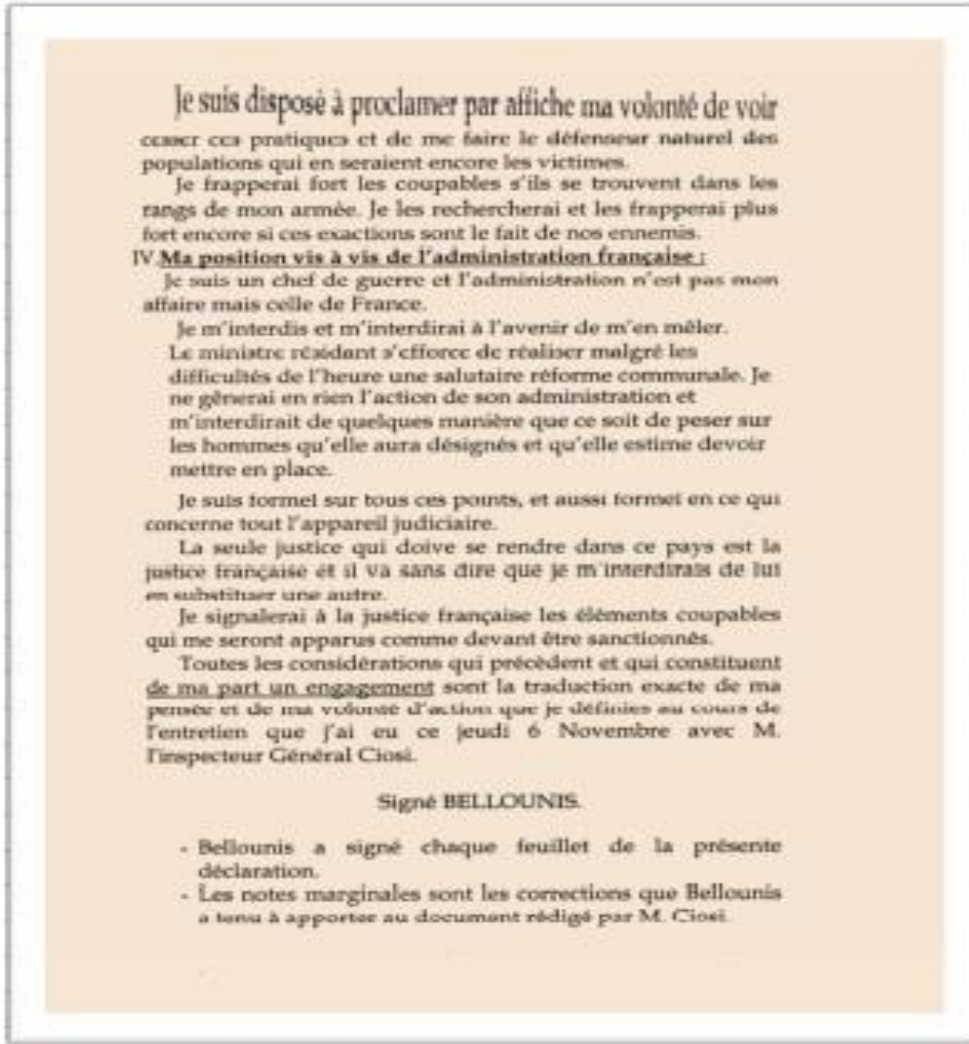 Je suis disposé à proclamer par affiche ma volonté de voir
cesser ces pratiques et de me faire le défenseur naturel des
populations qui en seraient encore les victimes.
Je frapperai fort les coupables s'ils se trouvent dans les
rangs de mon armée. Je les rechercherai et les frapperai plus
fort encore si ces exactions sont le fait de nos ennemis.
IV.Ma position vis à vis de l'administration française :
Je suis un chef de guerre et l'administration n'est pas mon
affaire mais celle de France.
Je m'interdis et m'interdirai à l'avenir de m'en mêler.
Le ministre résidant s'efforce de réaliser malgré les
difficultés de l'heure une salutaire réforme communale. Je
ne gênerai en rien l'action de son administration et
m'interdirait de quelques manière que ce soit de peser sur
les hommes qu'elle aura désignés et qu'elle estime devoir
mettre en place.
Je suis formel sur tous ces points, et aussi formel en ce qui
concerne tout l'appareil judiciaire.
La seule justice qui doive se rendre dans ce pays est la
justice française et il va sans dire que je m'interdirais de lui
en substituer une autre.
Je signalerai à la justice française les éléments coupables
qui me seront apparus comme devant être sanctionnés.
Toutes les considérations qui précèdent et qui constituent
de ma part un engagement sont la traduction exacte de ma
pensée et de ma volonté d'action que je définies au cours de
l'entretien que j'ai eu ce jeudi 6 Novembre avec M.
l'inspecteur Général Ciosi.
Signé BELLOUNIS.
- Bellounis a signé chaque feuillet de la présente
déclaration.
- Les notes marginales sont les corrections que Bellounis
a tenu à apporter au document rédigé par M. Ciosi.